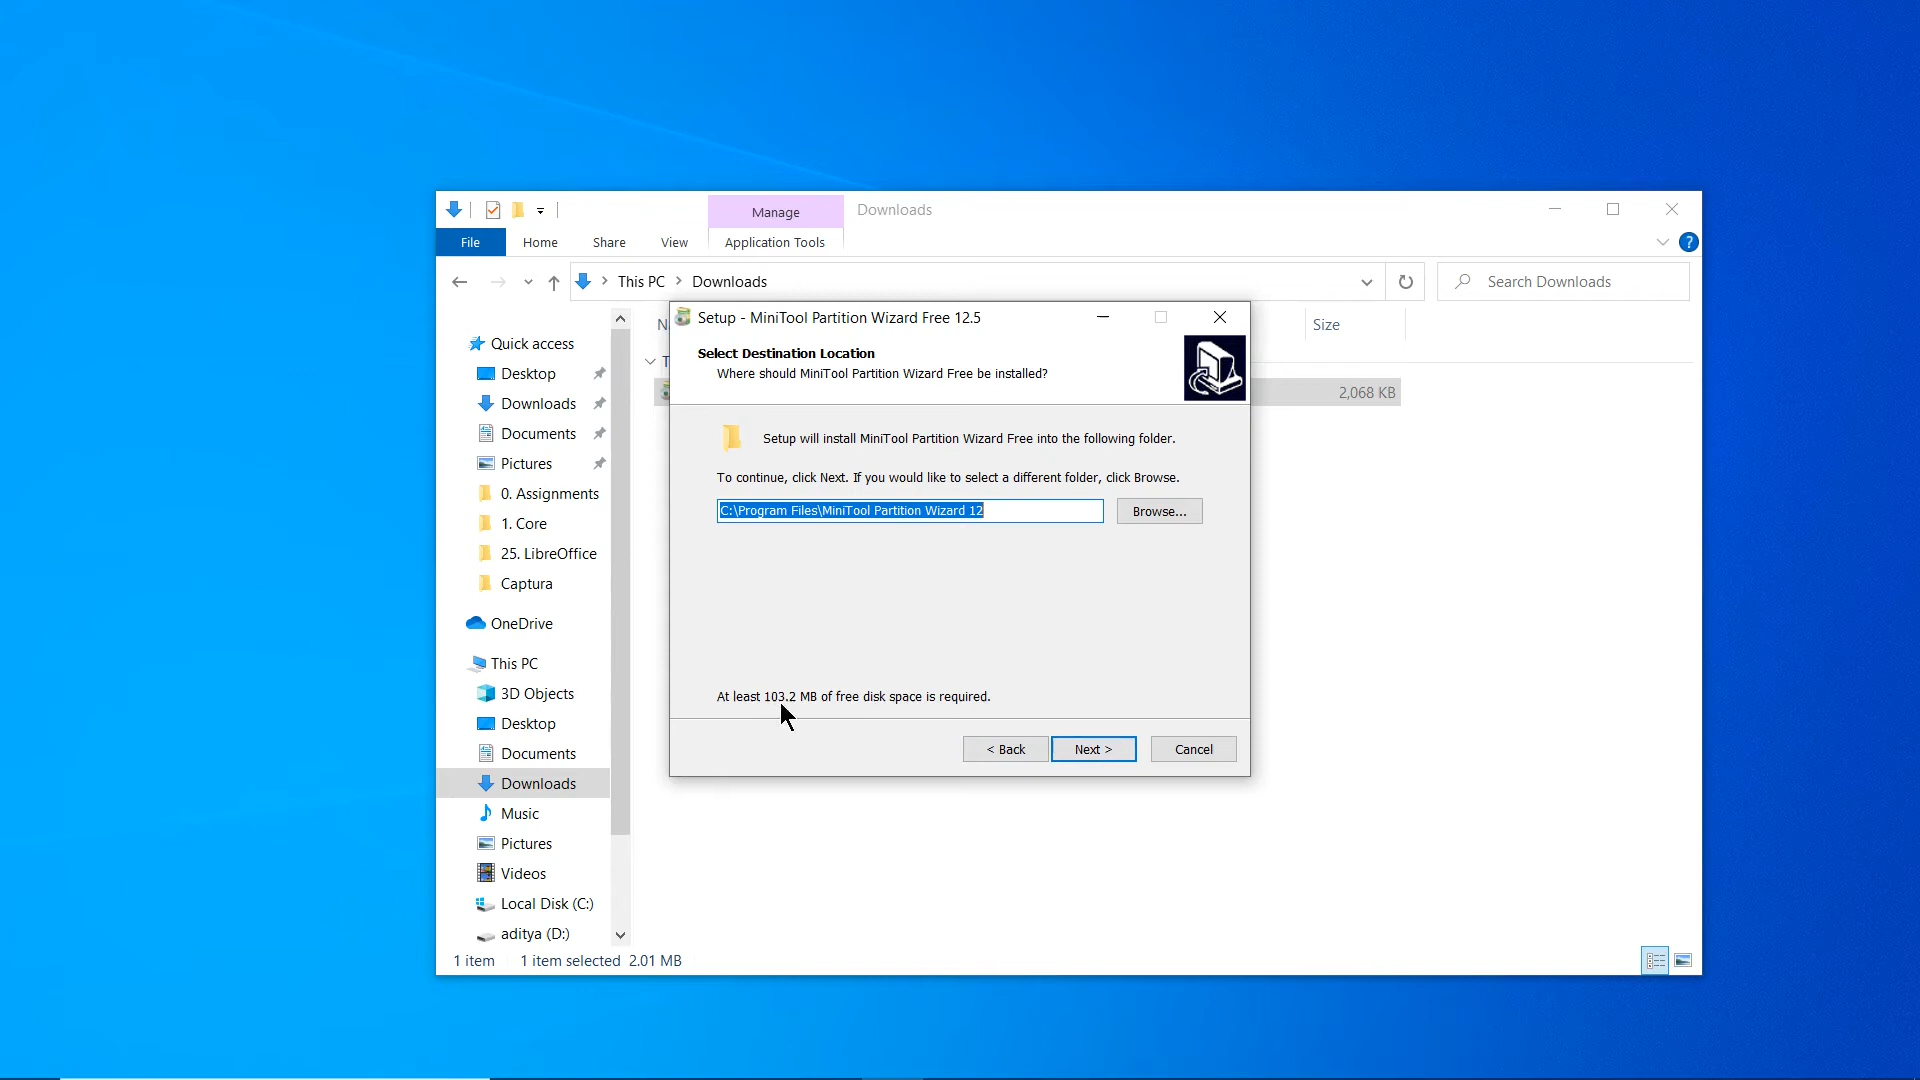 Manage
Downloads
File
Home
Share
View
Application Tools
?
This PC
Downloads
Search Downloads
Size
2,068 KB
Quick access
Desktop
Downloads
Documents
Pictures
0. Assignments
1. Core
25. LibreOffice
Captura
OneDrive
This PC
3D Objects
Desktop
Documents
Downloads
Music
Pictures
Videos
Local Disk (C:)
aditya (D:)
1 item
1 item selected 2.01 MB
Setup - MiniTool Partition Wizard Free 12.5
Select Destination Location
Where should MiniTool Partition Wizard Free be installed?
Setup will install MiniTool Partition Wizard Free into the following folder.
To continue, click Next. If you would like to select a different folder, click Browse.
C:\Program Files\MiniTool Partition Wizard 12
Browse...
At least 103.2 MB of free disk space is required.
< Back
Next >
Cancel